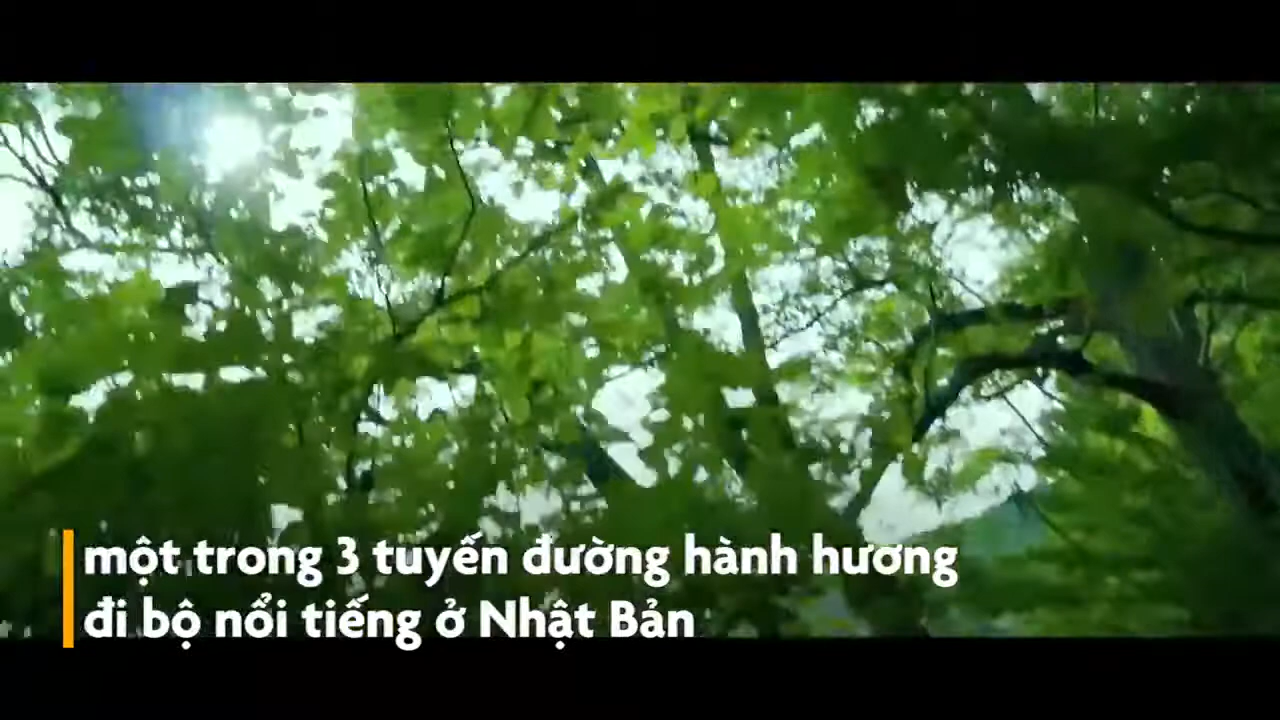 một trong 3 tuyến đường hành hương
đi bộ nổi tiếng ở Nhật Bản